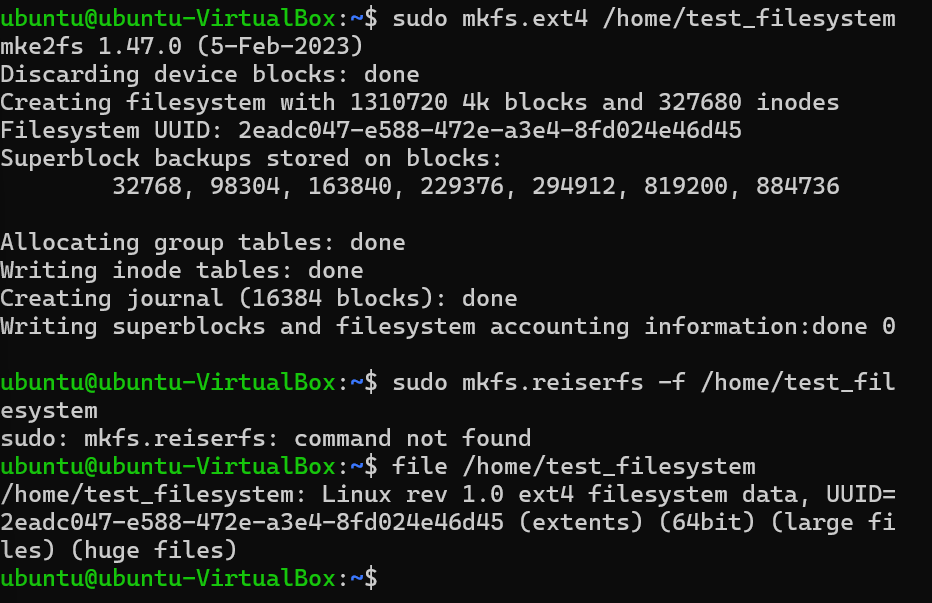 ubuntu@ubuntu-VirtualBox:~$ sudo mkfs.ext4 /home/test_filesystem
mke2fs 1.47.0 (5-Feb-2023)
Discarding device blocks: done
Creating filesystem with 1310720 4k blocks and 327680 inodes
Filesystem UUID: 2eadc047-e588-472e-a3e4-8fd024e46d45
Superblock backups stored on blocks:
        32768, 98304, 163840, 229376, 294912, 819200, 884736

Allocating group tables: done
Writing inode tables: done
Creating journal (16384 blocks): done
Writing superblocks and filesystem accounting information:done 0

ubuntu@ubuntu-VirtualBox:~$ sudo mkfs.reiserfs -f /home/test_fil
esystem
sudo: mkfs.reiserfs: command not found
ubuntu@ubuntu-VirtualBox:~$ file /home/test_filesystem
/home/test_filesystem: Linux rev 1.0 ext4 filesystem data, UUID=
2eadc047-e588-472e-a3e4-8fd024e46d45 (extents) (64bit) (large fi
les) (huge files)
ubuntu@ubuntu-VirtualBox:~$